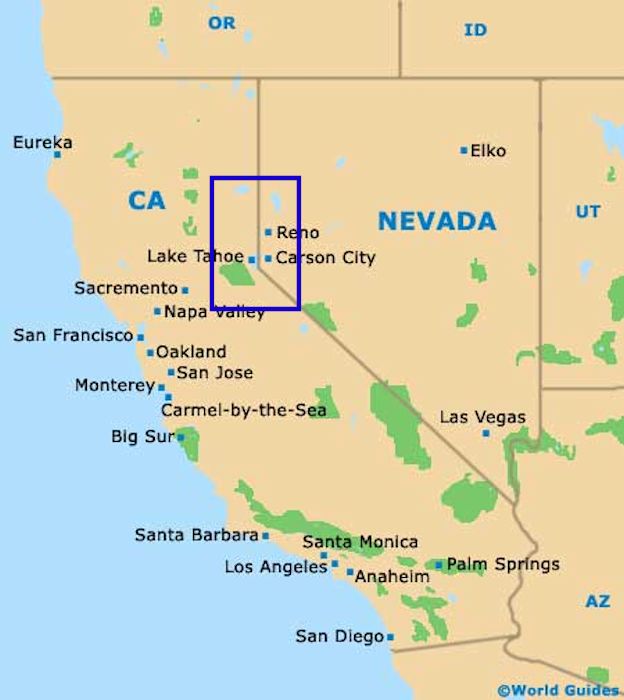 OR
ID
Eureka
Elko
CA
NEVADA
UT
Reno
Lake Tahoe
Carson City
Sacremento
Napa Valley
San Francisco
Oakland
San Jose
Monterey
Carmel-by-the-Sea
Las Vegas
Big Sur
Santa Barbara
Santa Monica
Los Angeles
Palm Springs
Anaheim
AZ
San Diego
©World Guides